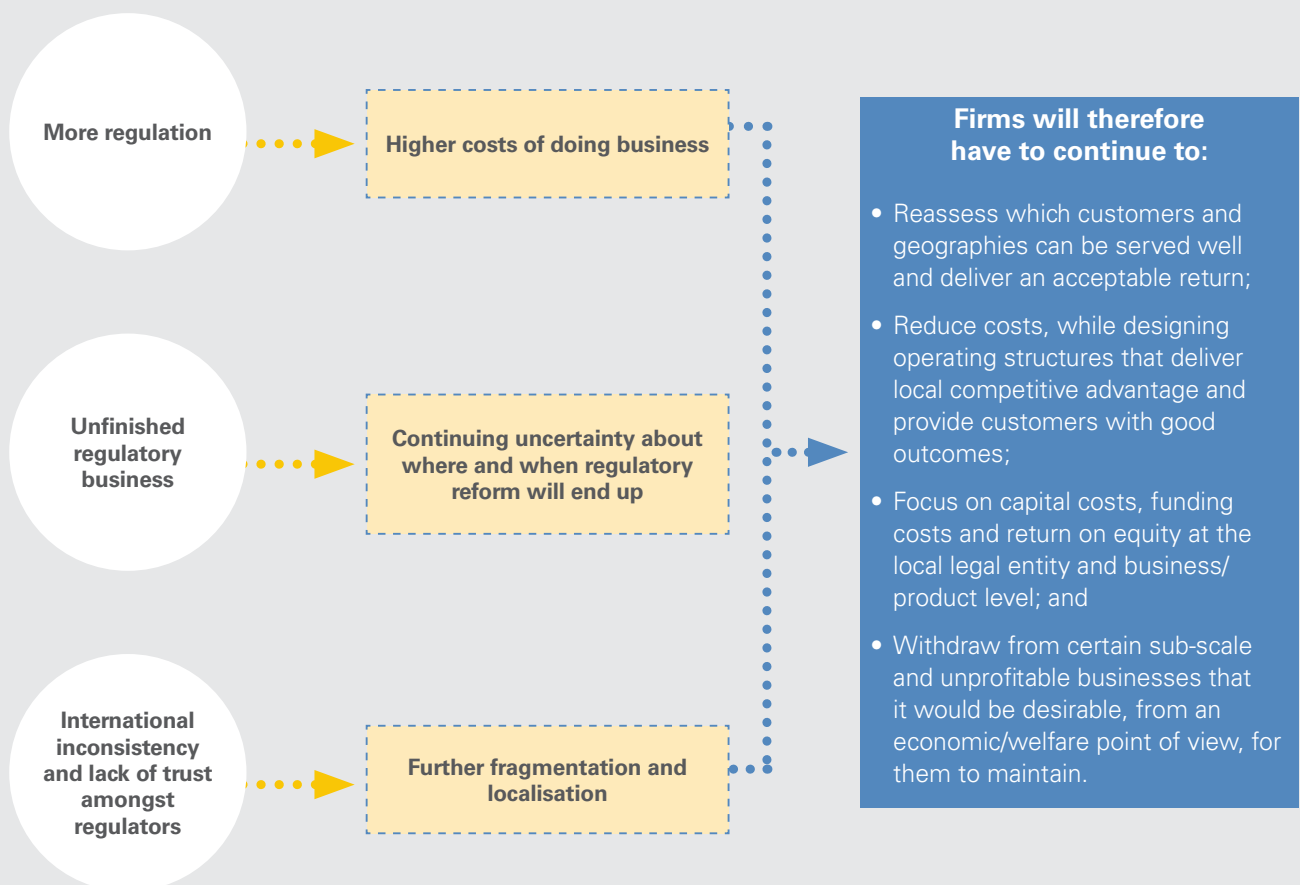 More regulation
Higher costs of doing business
Unfinished
regulatory
business
Continuing uncertainty about
where and when regulatory
reform will end up
International
inconsistency
and lack of trust
amongst
regulators
Further fragmentation and
localisation
Firms will therefore
have to continue to:
• Reassess which customers and
geographies can be served well
and deliver an acceptable return;
• Reduce costs, while designing
operating structures that deliver
local competitive advantage and
provide customers with good
outcomes;
• Focus on capital costs, funding
costs and return on equity at the
local legal entity and business/
product level; and
• Withdraw from certain sub-scale
and unprofitable businesses that
it would be desirable, from an
economic/welfare point of view, for
them to maintain.